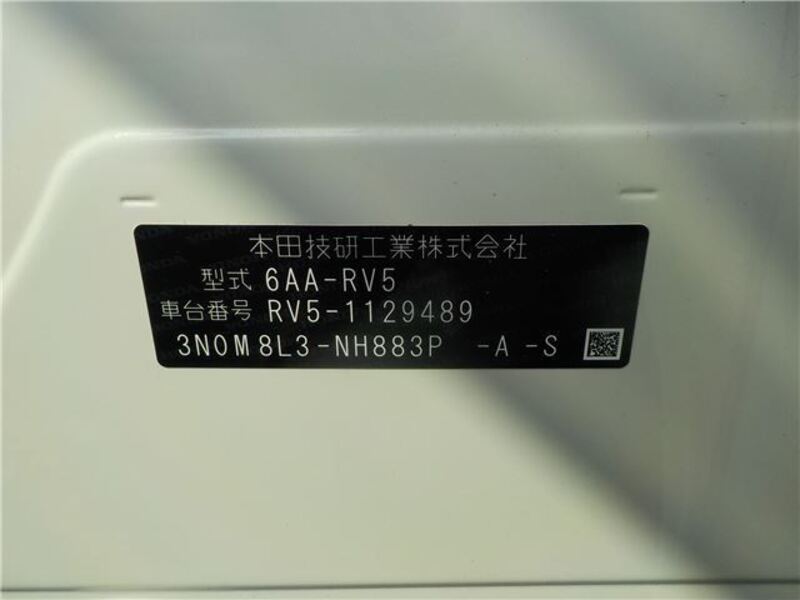 本田技研工業株式会社
型式 6AA-RV5
車台番号 RV5-1129489
3N0M8L3-NH883P -A -S